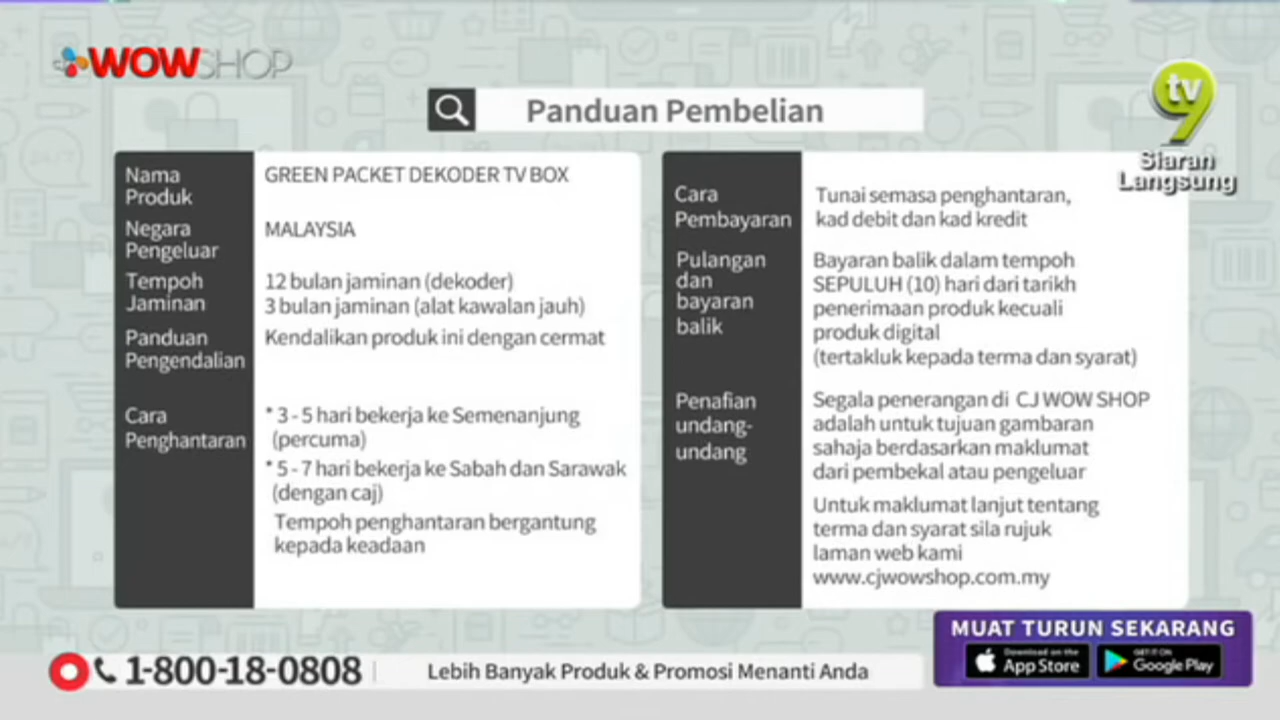 CJ WOWSHOP
Panduan Pembelian
tv9
Siaran
Langsung
Nama
Produk
GREEN PACKET DEKODER TV BOX
Negara
Pengeluar
MALAYSIA
Tempoh
Jaminan
12 bulan jaminan (dekoder)
3 bulan jaminan (alat kawalan jauh)
Panduan
Pengendalian
Kendalikan produk ini dengan cermat
Cara
Penghantaran
* 3 - 5 hari bekerja ke Semenanjung
(percuma)
* 5 - 7 hari bekerja ke Sabah dan Sarawak
(dengan caj)
Tempoh penghantaran bergantung
kepada keadaan
Cara
Pembayaran
Tunai semasa penghantaran,
kad debit dan kad kredit
Pulangan
dan
bayaran
balik
Bayaran balik dalam tempoh
SEPULUH (10) hari dari tarikh
penerimaan produk kecuali
produk digital
(tertakluk kepada terma dan syarat)
Penafian
undang-
undang
Segala penerangan di CJ WOW SHOP
adalah untuk tujuan gambaran
sahaja berdasarkan maklumat
dari pembekal atau pengeluar
Untuk maklumat lanjut tentang
terma dan syarat sila rujuk
laman web kami
www.cjwowshop.com.my
1-800-18-0808
Lebih Banyak Produk & Promosi Menanti Anda
MUAT TURUN SEKARANG
Download on the
App Store
GET IT ON
Google Play